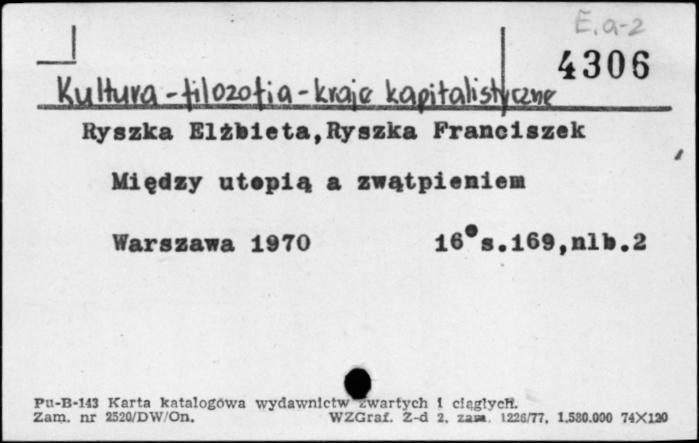 E.a-2
4306
Kultura - filozofia - kraje kapitalistyczne
Ryszka Elżbieta,Ryszka Franciszek
Między utopią a zwątpieniem
Warszawa 1970 16°s.169,nlb.2
Pu-B-143 Karta katalogowa wydawnictw zwartych i ciągłych.
Zam. nr 2520/DW/On. WZGraf. Z-d 2, zam. 1226/77, 1.580.000 74X120